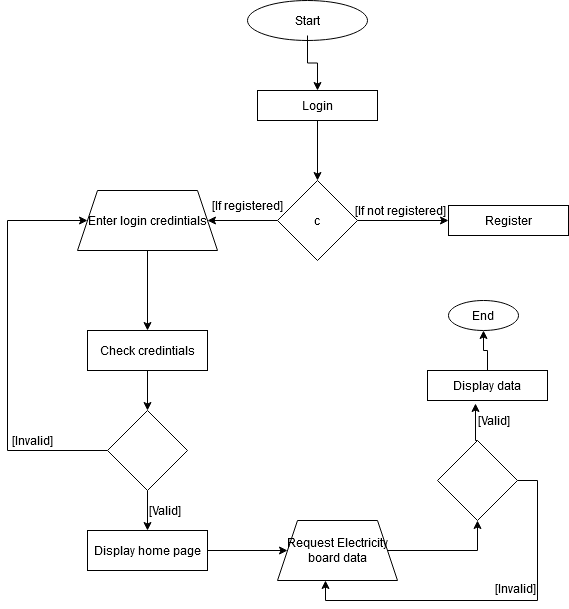 Start
Login
[If registered]
c
[If not registered]
Register
Enter login credintials
Check credintials
[Invalid]
[Valid]
Display home page
Request Electricity
board data
[Invalid]
[Valid]
Display data
End